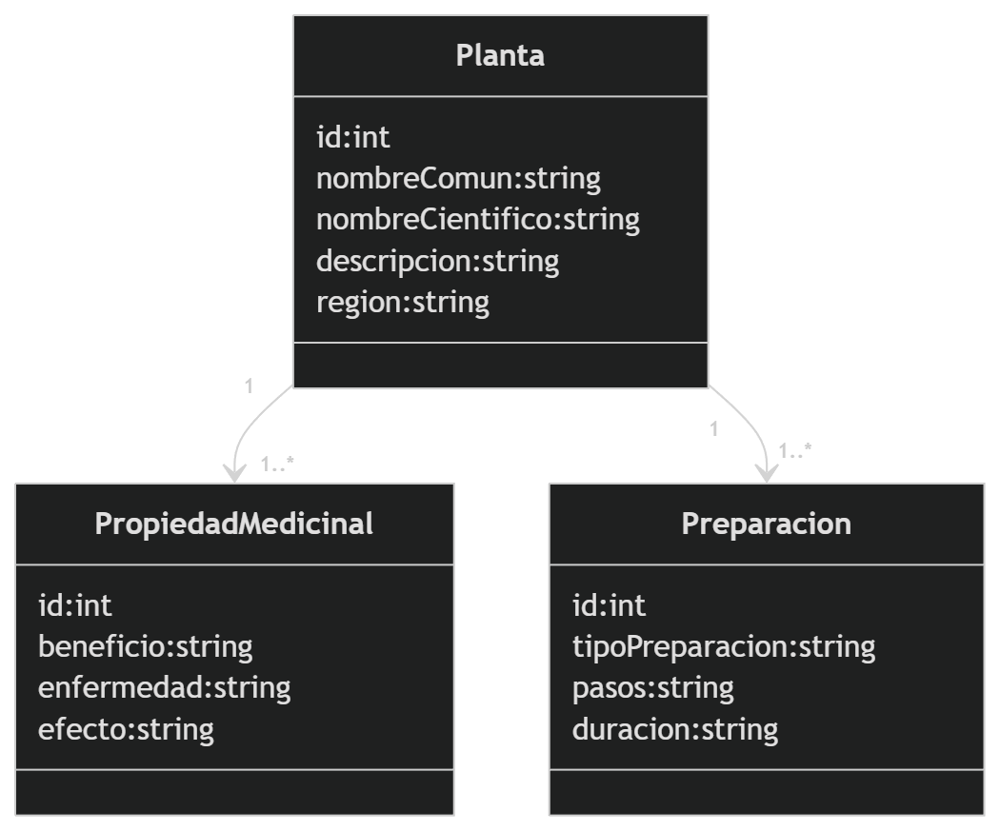 Planta
id:int
nombreComun:string
nombreCientifico:string
descripcion:string
region:string
1
1
1..*
1..*
PropiedadMedicinal
id:int
beneficio:string
enfermedad:string
efecto:string
Preparacion
id:int
tipoPreparacion:string
pasos:string
duracion:string